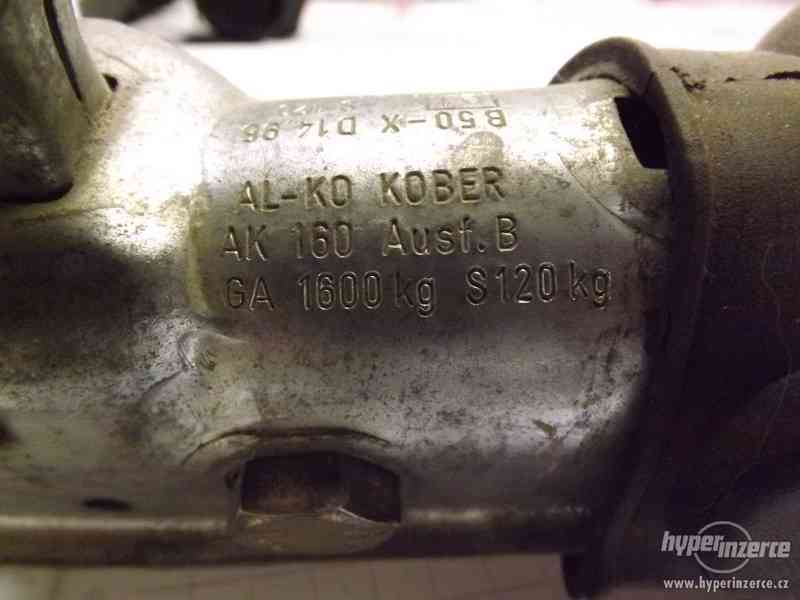 B50-X D14 96
AL-KO KOBER
AK 160 Ausf. B
GA 1600 kg S120 kg
hyperinzerce
www.hyperinzerce.cz